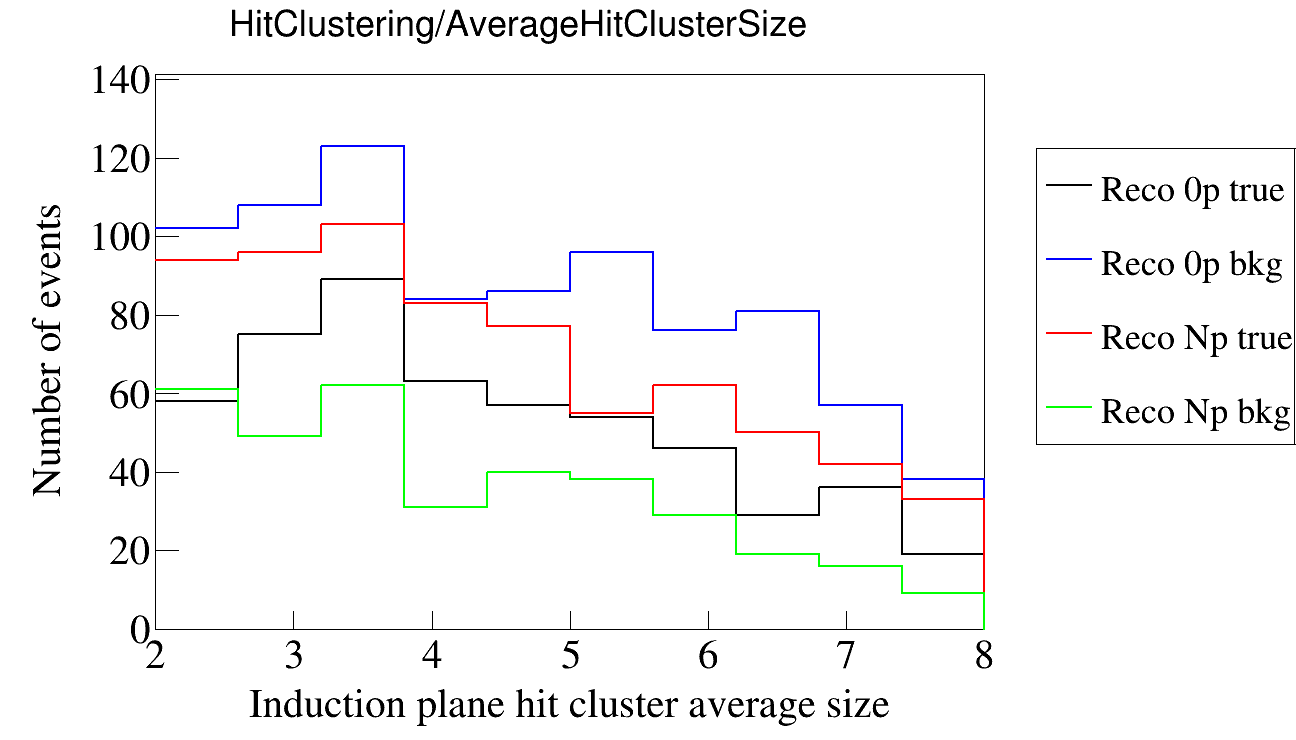 HitClustering/AverageHitClusterSize
140
120
100
80
60
40
20
0
2 3 4 5 6 7 8
Number of events
Induction plane hit cluster average size
Reco 0p true
Reco 0p bkg
Reco Np true
Reco Np bkg